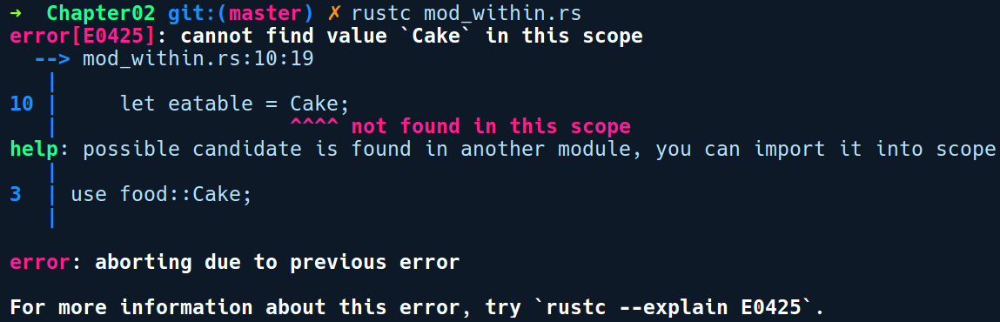 ➜  Chapter02 git:(master) ✗ rustc mod_within.rs
error[E0425]: cannot find value `Cake` in this scope
  --> mod_within.rs:10:19
   |
10 |     let eatable = Cake;
   |                   ^^^^ not found in this scope
help: possible candidate is found in another module, you can import it into scope
   |
3  | use food::Cake;
   |
error: aborting due to previous error
For more information about this error, try `rustc --explain E0425`.